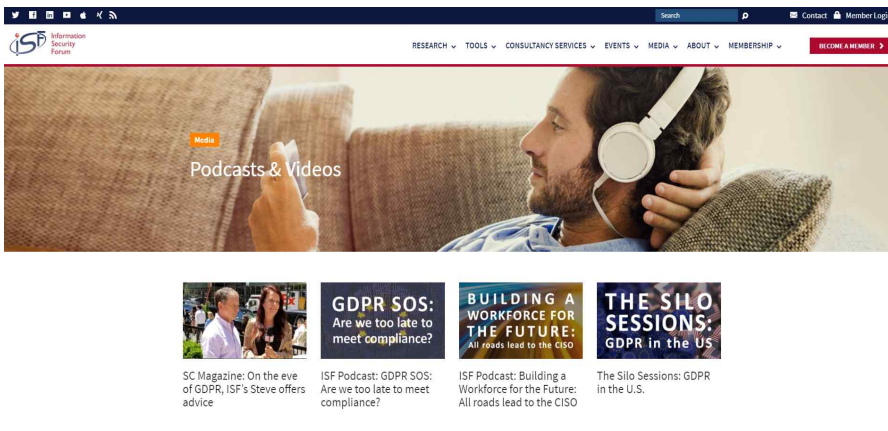 Search
Contact
Member Logi
ISF
Information
Security
Forum
RESEARCH
TOOLS
CONSULTANCY SERVICES
EVENTS
MEDIA
ABOUT
MEMBERSHIP
BECOME A MEMBER
Media
Podcasts & Videos
GDPR SOS:
Are we too late to
meet compliance?
BUILDING A
WORKFORCE FOR
THE FUTURE:
All roads lead to the CISO
THE SILO
SESSIONS:
GDPR in the US
SC Magazine: On the eve
of GDPR, ISF's Steve offers
advice
ISF Podcast: GDPR SOS:
Are we too late to meet
compliance?
ISF Podcast: Building a
Workforce for the Future:
All roads lead to the CISO
The Silo Sessions: GDPR
in the U.S.